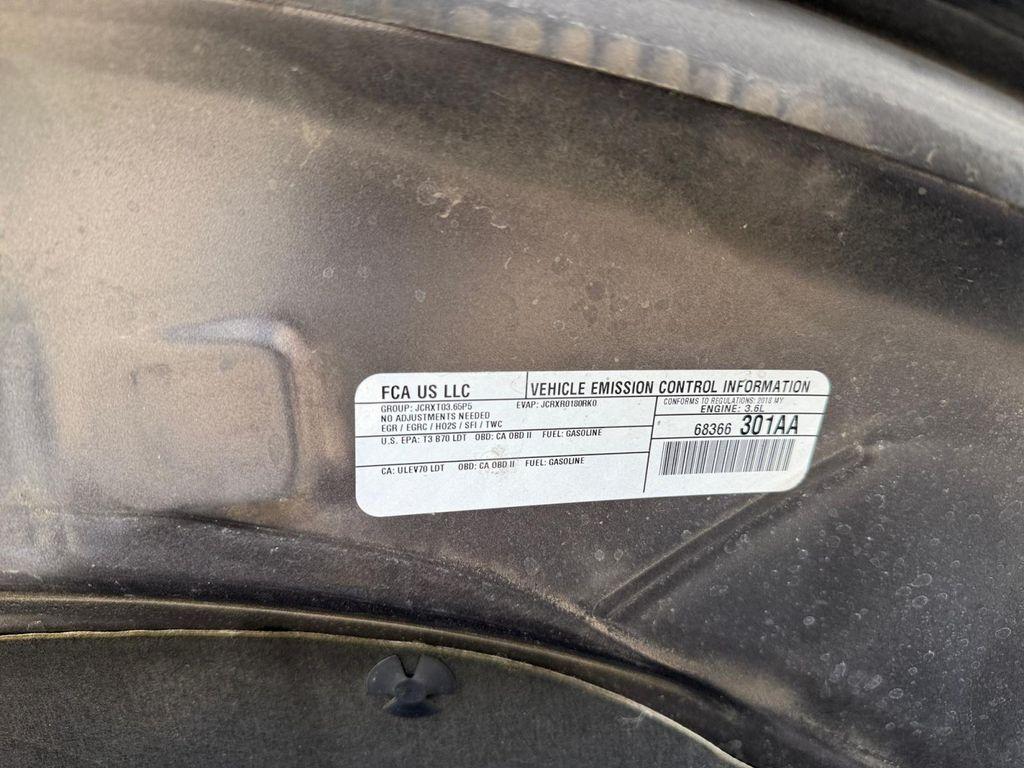 FCA US LLC
VEHICLE EMISSION CONTROL INFORMATION
GROUP: JCRXT03.65P5 EVAP: JCRXR0180RK0
NO ADJUSTMENTS NEEDED
EGR / EGRC / HO2S / SFI / TWC
CONFORMS TO REGULATIONS: 2018 MY
ENGINE: 3.6L
68366 301AA
U.S. EPA: T3 B70 LDT OBD: CA OBD II FUEL: GASOLINE
CA: ULEV70 LDT OBD: CA OBD II FUEL: GASOLINE